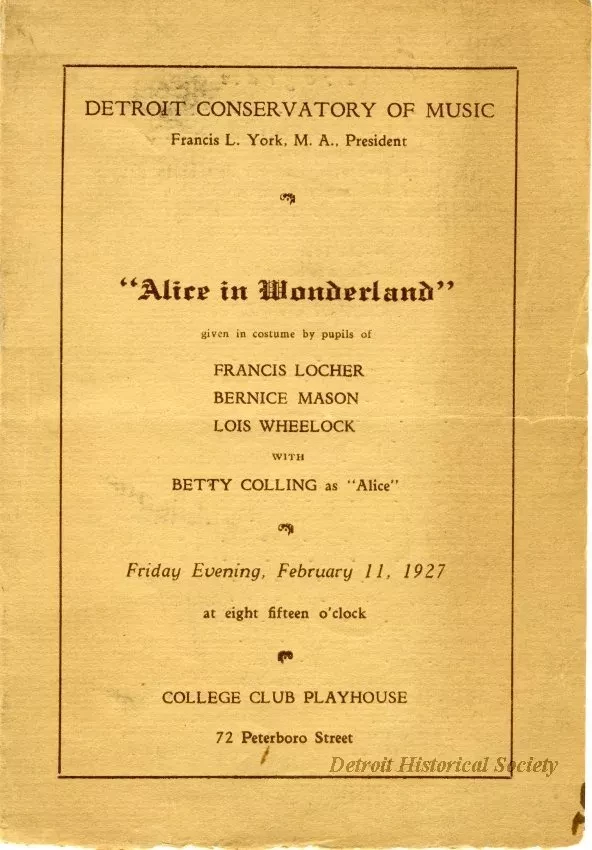 DETROIT CONSERVATORY OF MUSIC
Francis L. York, M. A., President
"Alice in Wonderland"
given in costume by pupils of
FRANCIS LOCHER
BERNICE MASON
LOIS WHEELOCK
WITH
BETTY COLLING as "Alice"
Friday Evening, February 11, 1927
at eight fifteen o'clock
COLLEGE CLUB PLAYHOUSE
72 Peterboro Street
Detroit Historical Society